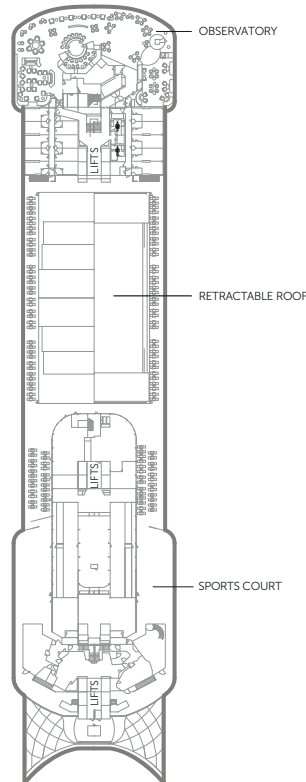 OBSERVATORY
LIFTS
RETRACTABLE ROOF
LIFTS
SPORTS COURT
LIFTS